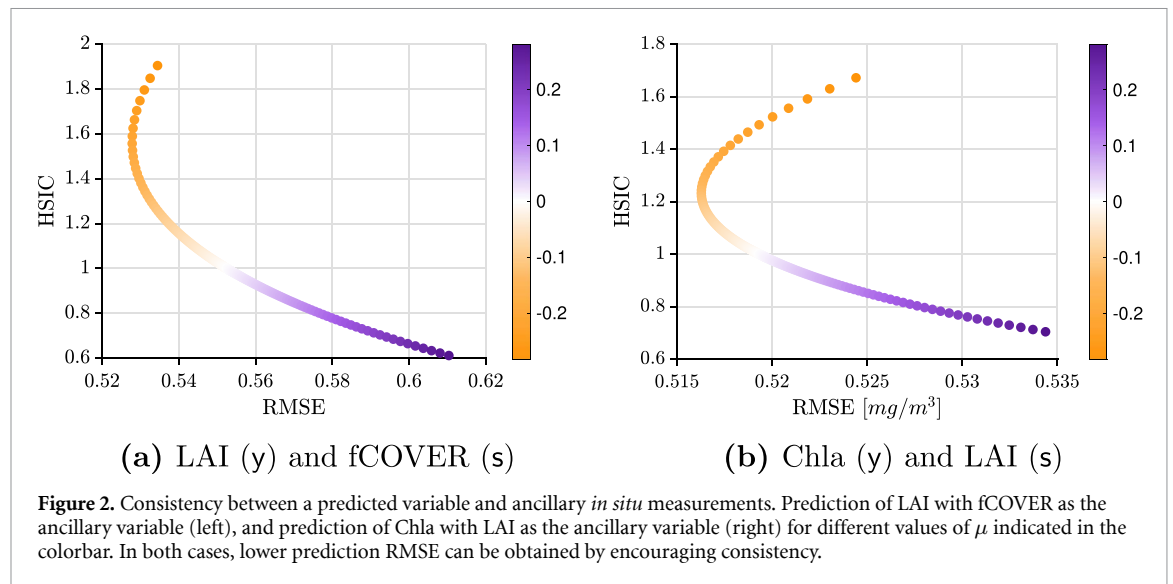 2
1.8
1.6
1.4
1.2
1
0.8
0.6
HSIC
0.52 0.54 0.56 0.58 0.6 0.62
RMSE
0.2
0.1
0
-0.1
-0.2
(a) LAI (y) and fCOVER (s)
1.8
1.6
1.4
1.2
1
0.8
0.6
HSIC
0.515 0.52 0.525 0.53 0.535
RMSE [mg/m³]
0.2
0.1
0
-0.1
-0.2
(b) Chla (y) and LAI (s)
Figure 2. Consistency between a predicted variable and ancillary in situ measurements. Prediction of LAI with fCOVER as the
ancillary variable (left), and prediction of Chla with LAI as the ancillary variable (right) for different values of μ indicated in the
colorbar. In both cases, lower prediction RMSE can be obtained by encouraging consistency.